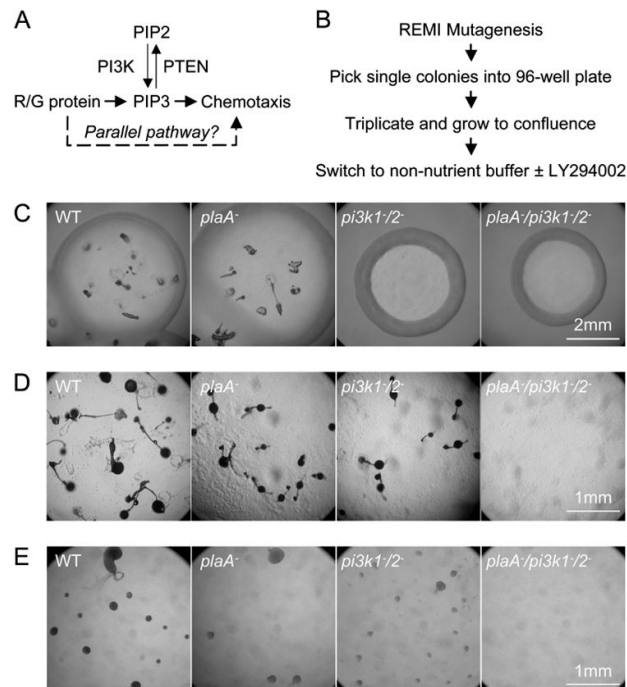 A
PIP2
PI3K PTEN
R/G protein PIP3 Chemotaxis
Parallel pathway?
B
REMI Mutagenesis
Pick single colonies into 96-well plate
Triplicate and grow to confluence
Switch to non-nutrient buffer ± LY294002
C
WT plaA- pi3k1-/2- plaA-/pi3k1-/2-
2mm
D
WT plaA- pi3k1-/2- plaA-/pi3k1-/2-
1mm
E
WT plaA- pi3k1-/2- plaA-/pi3k1-/2-
1mm